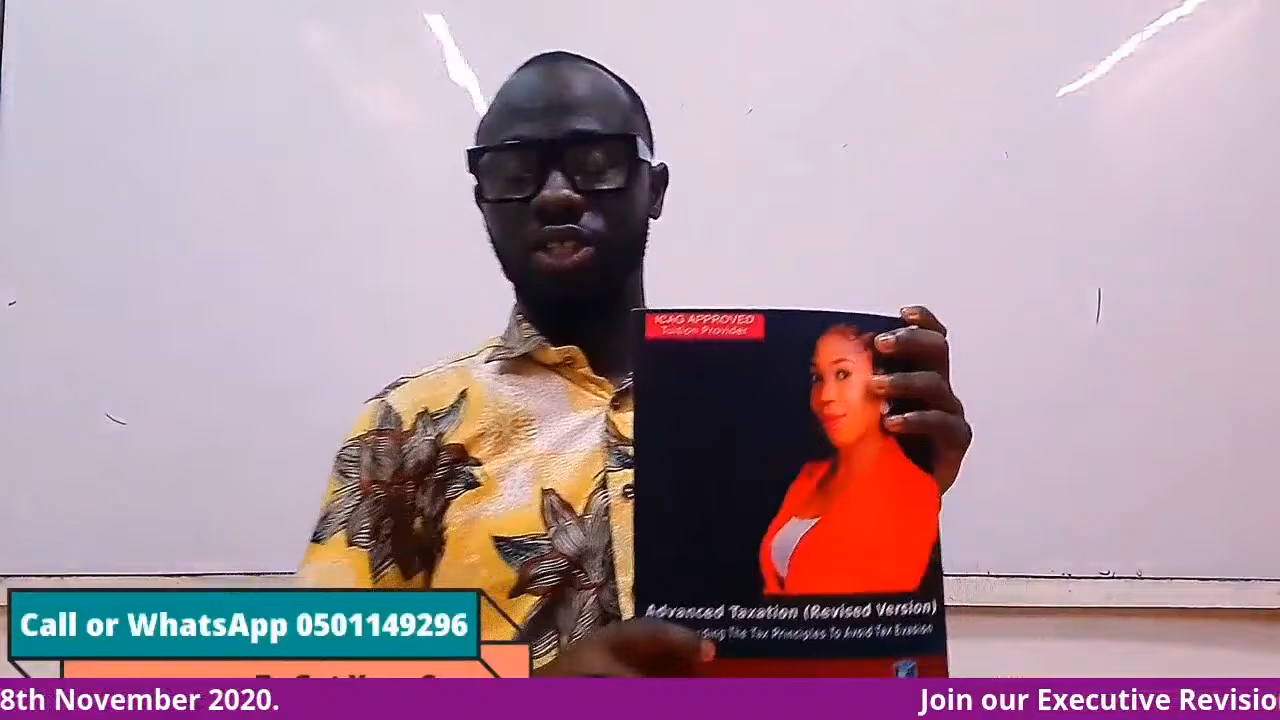 ICAG APPROVED
Tuition Provider
Advanced Taxation (Revised Version)
The Tax Principles To Avoid Tax Evasion
Call or WhatsApp 0501149296
8th November 2020.
Join our Executive